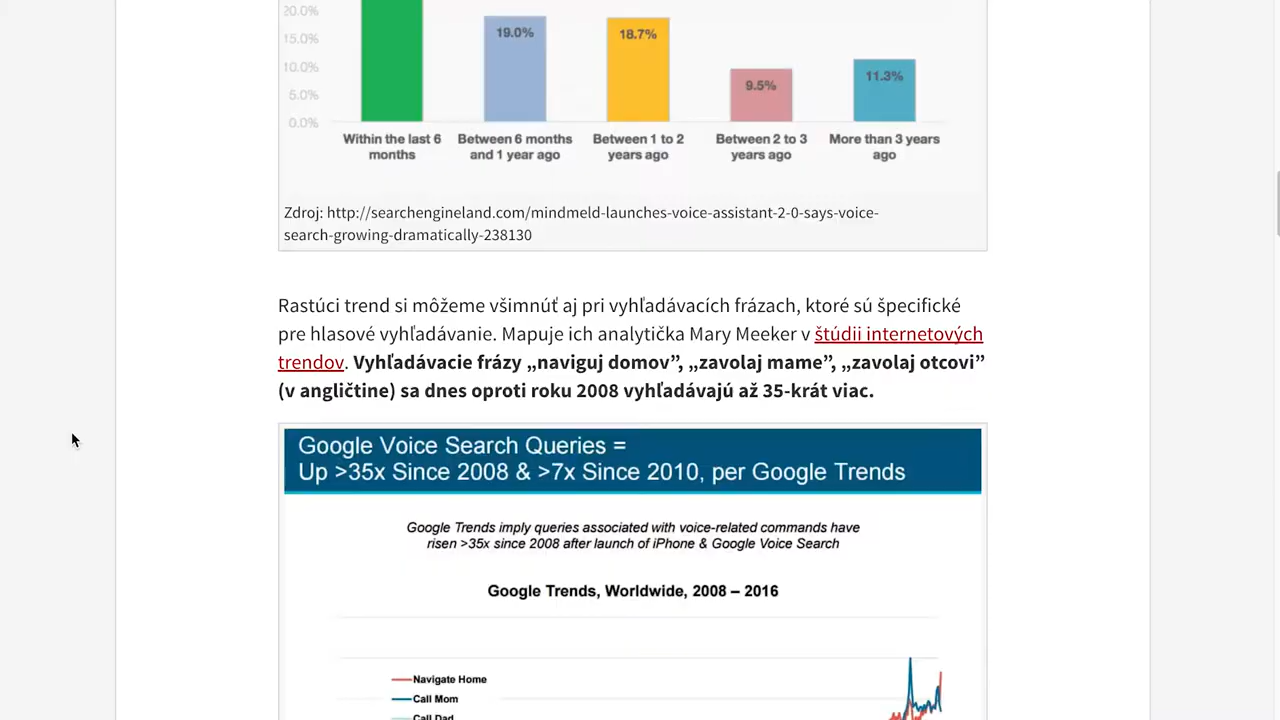 20.0%
19.0%
18.7%
15.0%
10.0%
11.3%
9.5%
5.0%
0.0%
Within the last 6 months
Between 6 months and 1 year ago
Between 1 to 2 years ago
Between 2 to 3 years ago
More than 3 years ago
Zdroj: http://searchengineland.com/mindmeld-launches-voice-assistant-2-0-says-voice-
search-growing-dramatically-238130
Rastúci trend si môžeme všimnúť aj pri vyhľadávacích frázach, ktoré sú špecifické
pre hlasové vyhľadávanie. Mapuje ich analytička Mary Meeker v štúdii internetových
trendov. Vyhľadávacie frázy „naviguj domov”, „zavolaj mame”, „zavolaj otcovi”
(v angličtine) sa dnes oproti roku 2008 vyhľadávajú až 35-krát viac.
Google Voice Search Queries =
Up >35x Since 2008 & >7x Since 2010, per Google Trends
Google Trends imply queries associated with voice-related commands have
risen >35x since 2008 after launch of iPhone & Google Voice Search
Google Trends, Worldwide, 2008 – 2016
Navigate Home
Call Mom
Call Dad